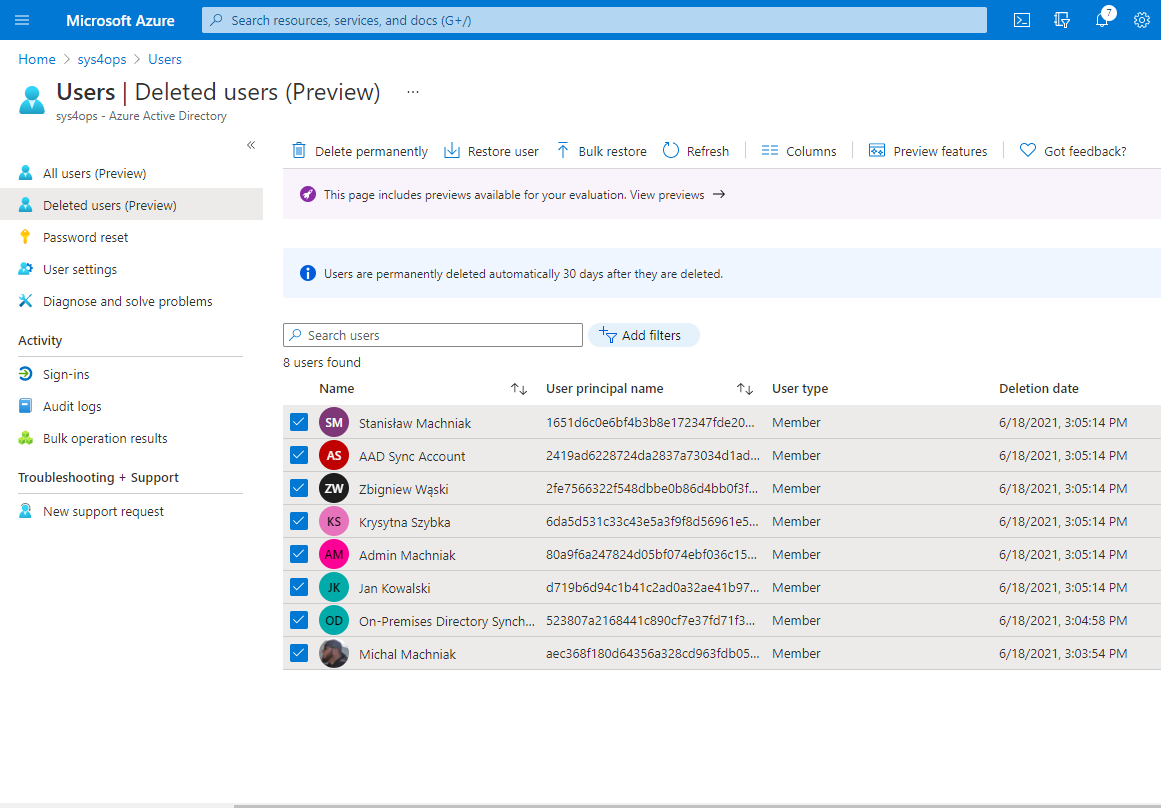 Microsoft Azure
Search resources, services, and docs (G+/)
7
Home > sys4ops > Users
Users | Deleted users (Preview) ...
sys4ops - Azure Active Directory
«
All users (Preview)
Deleted users (Preview)
Password reset
User settings
Diagnose and solve problems
Activity
Sign-ins
Audit logs
Bulk operation results
Troubleshooting + Support
New support request
Delete permanently Restore user Bulk restore Refresh Columns Preview features Got feedback?
This page includes previews available for your evaluation. View previews →
Users are permanently deleted automatically 30 days after they are deleted.
Search users Add filters
8 users found
Name User principal name User type Deletion date
SM Stanisław Machniak 1651d6c0e6bf4b3b8e172347fde20... Member 6/18/2021, 3:05:14 PM
AS AAD Sync Account 2419ad6228724da2837a73034d1ad... Member 6/18/2021, 3:05:14 PM
ZW Zbigniew Wąski 2fe7566322f548dbbe0b86d4bb0f3f... Member 6/18/2021, 3:05:14 PM
KS Krysytna Szybka 6da5d531c33c43e5a3f9f8d56961e5... Member 6/18/2021, 3:05:14 PM
AM Admin Machniak 80a9f6a247824d05bf074ebf036c15... Member 6/18/2021, 3:05:14 PM
JK Jan Kowalski d719b6d94c1b41c2ad0a32ae41b97... Member 6/18/2021, 3:05:14 PM
OD On-Premises Directory Synch... 523807a2168441c890cf7e37fd71f3... Member 6/18/2021, 3:04:58 PM
Michal Machniak aec368f180d64356a328cd963fdb05... Member 6/18/2021, 3:03:54 PM